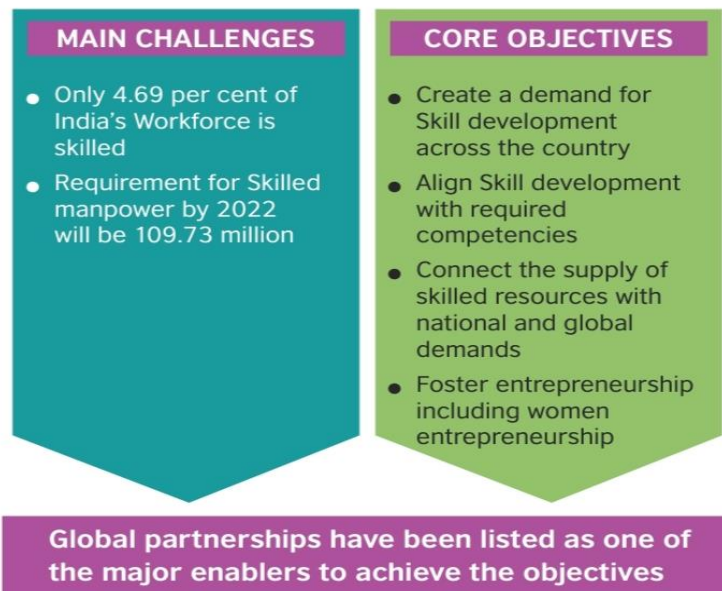 MAIN CHALLENGES
● Only 4.69 per cent of
India's Workforce is
skilled
● Requirement for Skilled
manpower by 2022
will be 109.73 million
CORE OBJECTIVES
● Create a demand for
Skill development
across the country
● Align Skill development
with required
competencies
● Connect the supply of
skilled resources with
national and global
demands
● Foster entrepreneurship
including women
entrepreneurship
Global partnerships have been listed as one of
the major enablers to achieve the objectives